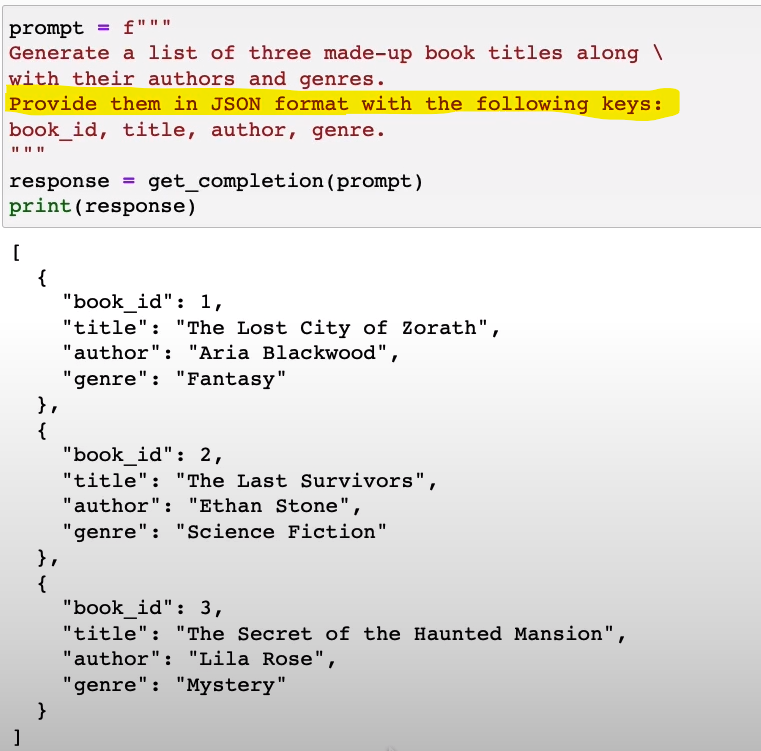 prompt = f"""
Generate a list of three made-up book titles along \
with their authors and genres.
Provide them in JSON format with the following keys:
book_id, title, author, genre.
"""
response = get_completion(prompt)
print(response)
[
  {
    "book_id": 1,
    "title": "The Lost City of Zorath",
    "author": "Aria Blackwood",
    "genre": "Fantasy"
  },
  {
    "book_id": 2,
    "title": "The Last Survivors",
    "author": "Ethan Stone",
    "genre": "Science Fiction"
  },
  {
    "book_id": 3,
    "title": "The Secret of the Haunted Mansion",
    "author": "Lila Rose",
    "genre": "Mystery"
  }
]